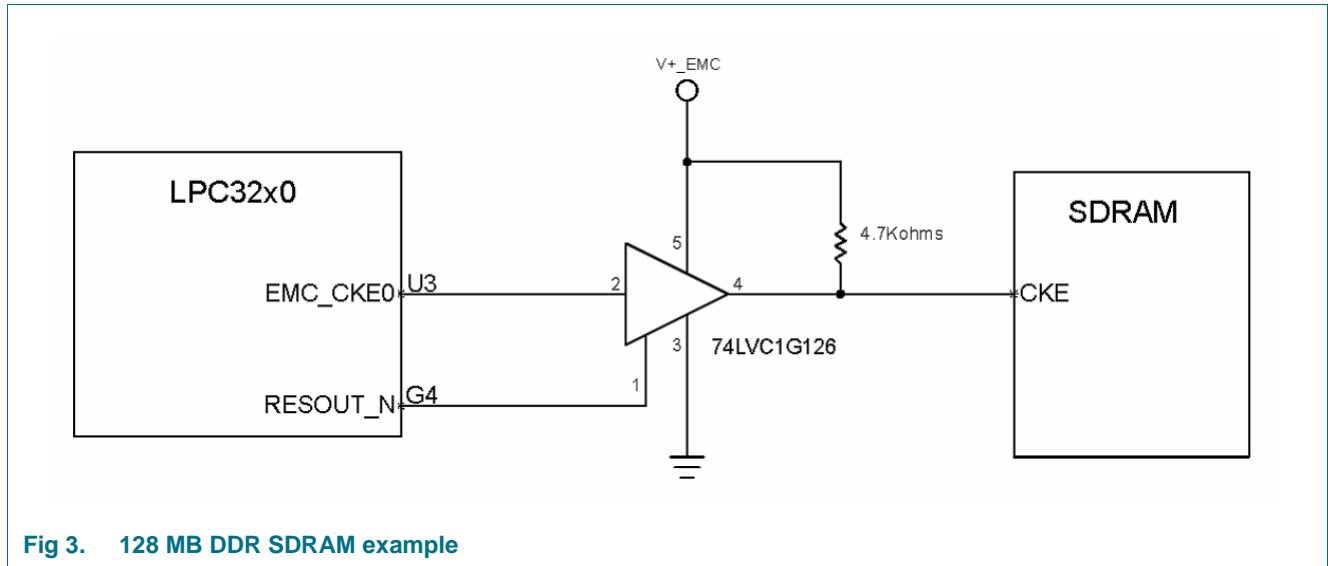 V+_EMC
LPC32x0
SDRAM
5
4.7Kohms
EMC_CKE0 U3
2
4
CKE
3
74LVC1G126
1
RESOUT_N G4
Fig 3. 128 MB DDR SDRAM example